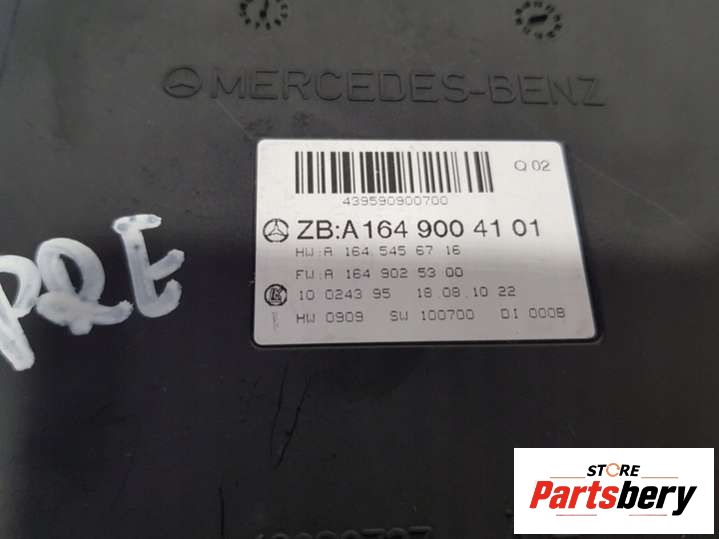 MERCEDES-BENZ
439590900700
Q 02
ZB:A 164 900 41 01
HW:A 164 545 67 16
FW:A 164 902 53 00
10 0243 95 18.08.10 22
HW 0909 SW 100700 D1 000B
STORE
Partsbery